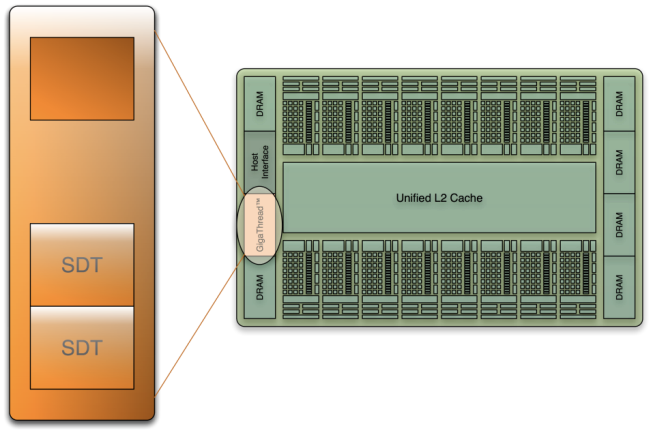 SDT
SDT
DRAM
Host
Interface
GigaThread™
DRAM
Unified L2 Cache
DRAM
DRAM
DRAM
DRAM